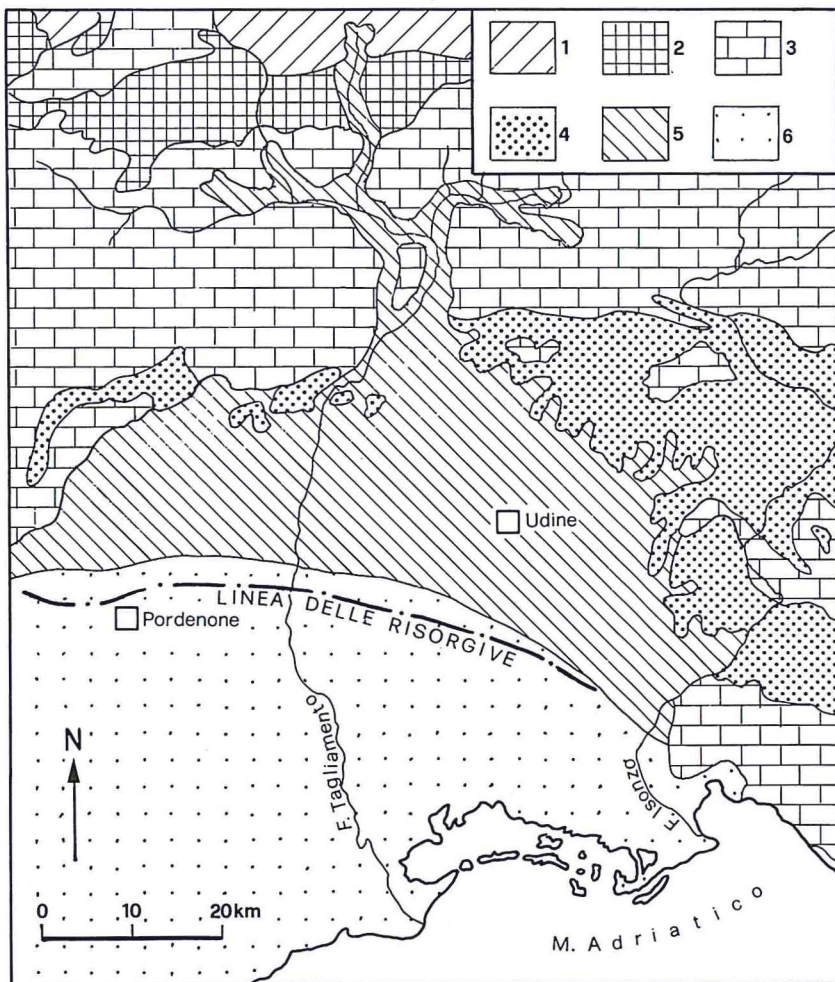 1
2
3
4
5
6
Udine
LINEA DELLE RISORGIVE
Pordenone
N
F. Tagliamento
F. Isonzo
0 10 20km
M. Adriatico